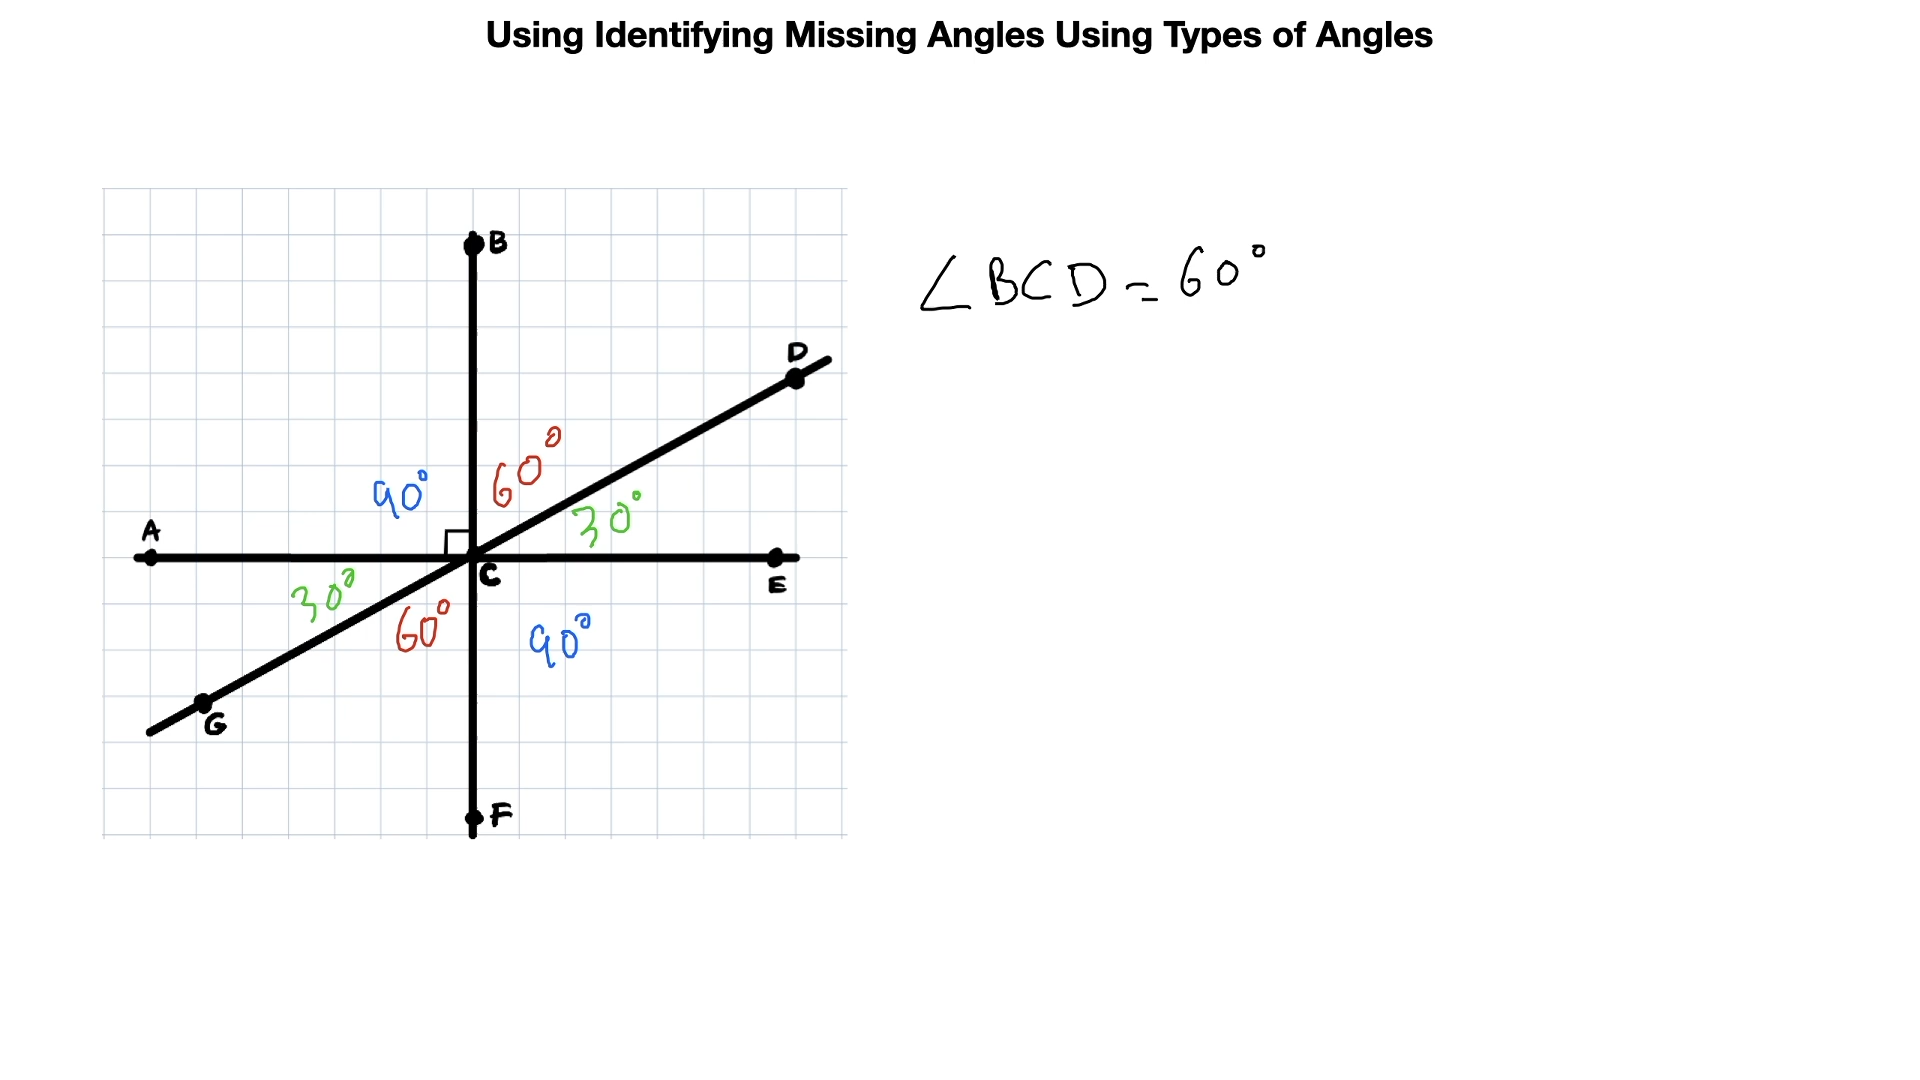 Using Identifying Missing Angles Using Types of Angles
B
∠BCD = 60°
D
60°
90°
30°
A
C
E
30°
60°
90°
G
F